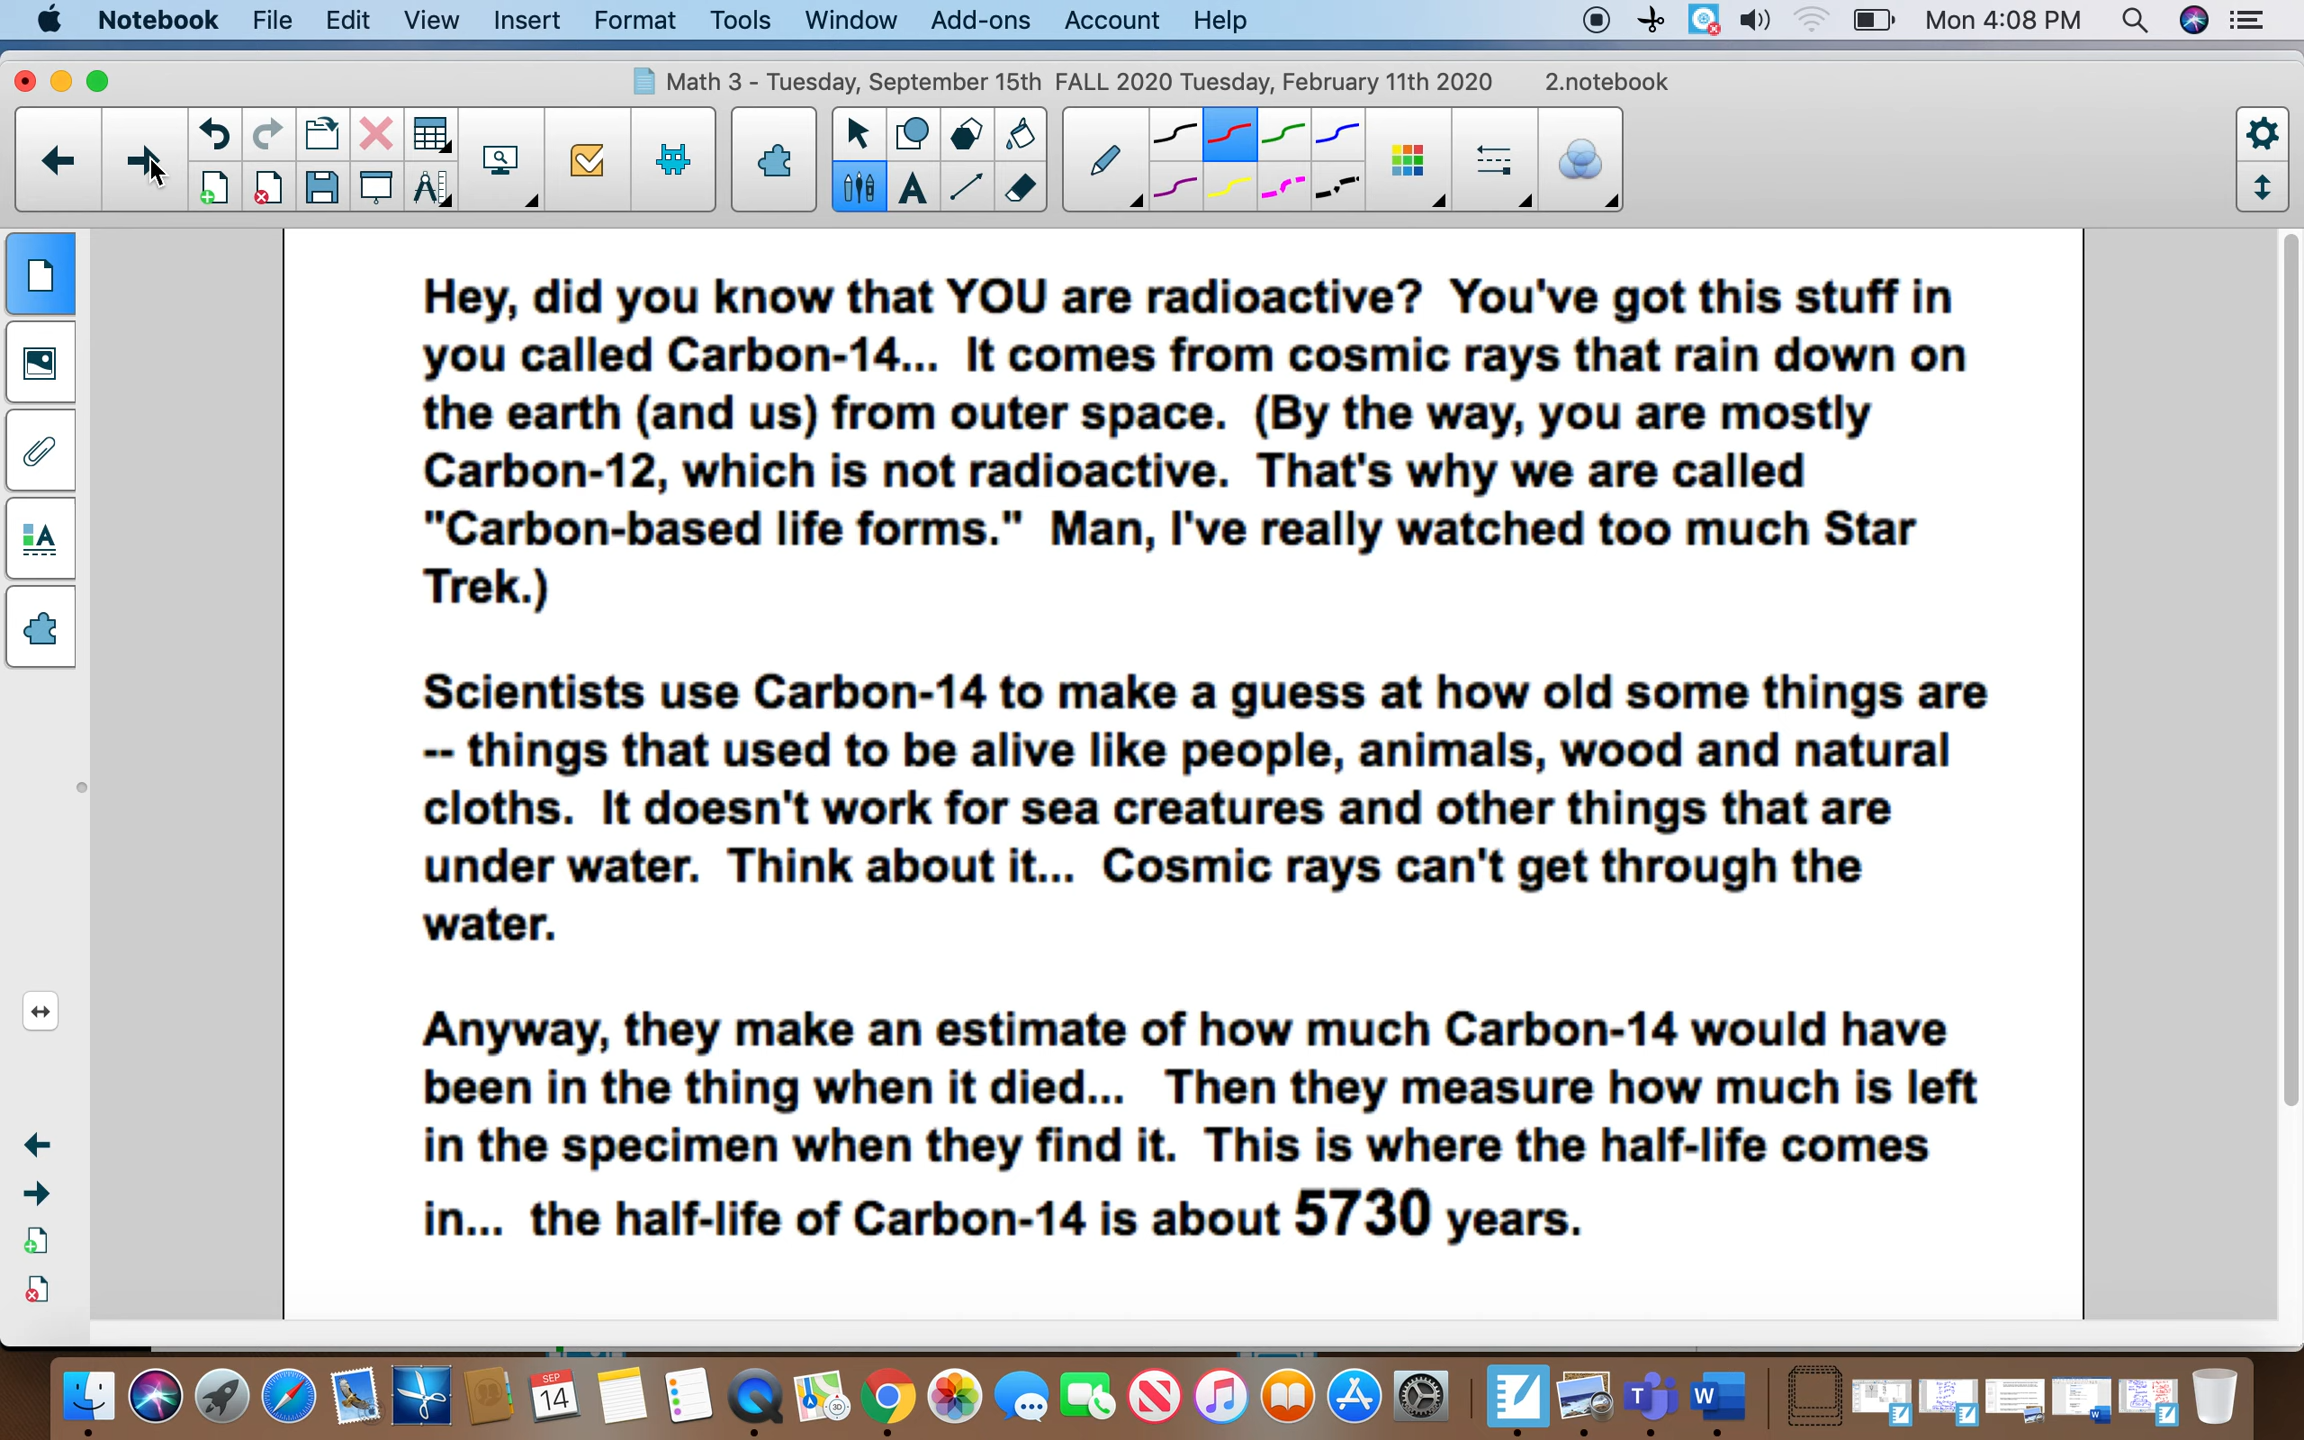 Notebook File Edit View Insert Format Tools Window Add-ons Account Help Mon 4:08 PM
Math 3 - Tuesday, September 15th FALL 2020 Tuesday, February 11th 2020 2.notebook
Hey, did you know that YOU are radioactive? You've got this stuff in
you called Carbon-14... It comes from cosmic rays that rain down on
the earth (and us) from outer space. (By the way, you are mostly
Carbon-12, which is not radioactive. That's why we are called
"Carbon-based life forms." Man, I've really watched too much Star
Trek.)
Scientists use Carbon-14 to make a guess at how old some things are
-- things that used to be alive like people, animals, wood and natural
cloths. It doesn't work for sea creatures and other things that are
under water. Think about it... Cosmic rays can't get through the
water.
Anyway, they make an estimate of how much Carbon-14 would have
been in the thing when it died... Then they measure how much is left
in the specimen when they find it. This is where the half-life comes
in... the half-life of Carbon-14 is about 5730 years.
SEP
14
3D